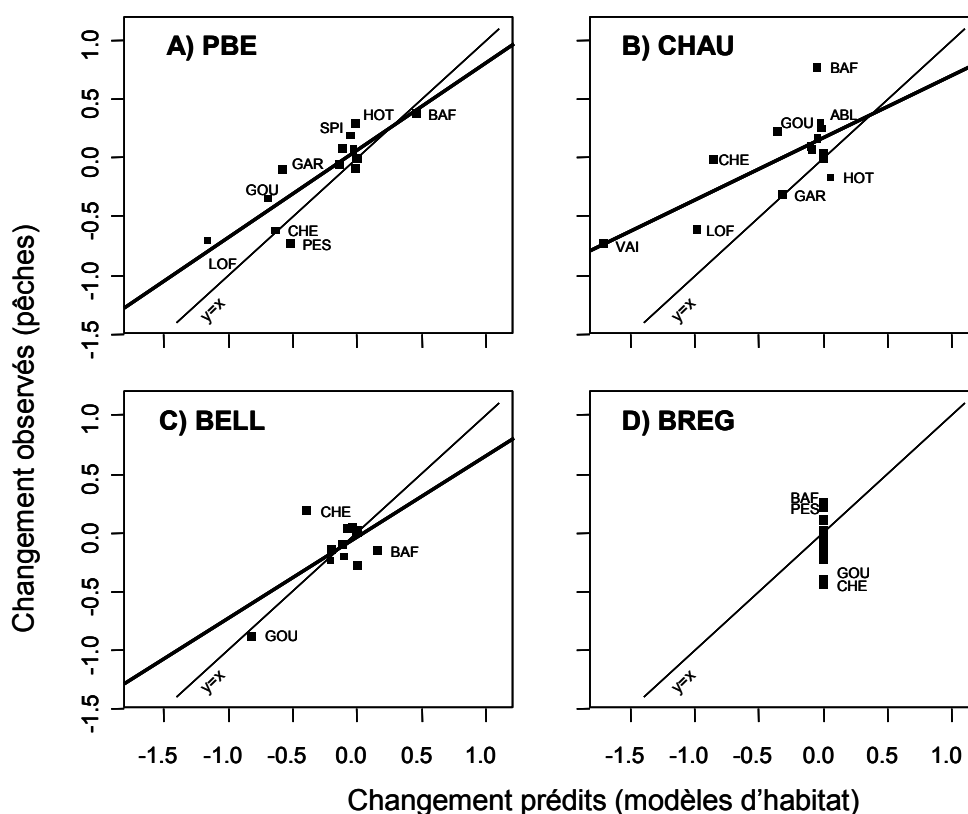 A) PBE
HOT
BAF
SPI
GAR
GOU
CHE
PES
LOF
y=x
1.0
0.5
0.0
-0.5
-1.0
-1.5
B) CHAU
BAF
GOU
ABL
CHE
HOT
GAR
LOF
VAI
y=x
Changement observés (pêches)
C) BELL
CHE
BAF
GOU
y=x
1.0
0.5
0.0
-0.5
-1.0
-1.5
-1.5 -1.0 -0.5 0.0 0.5 1.0
D) BREG
BAF
PES
GOU
CHE
y=x
-1.5 -1.0 -0.5 0.0 0.5 1.0
Changement prédits (modèles d'habitat)